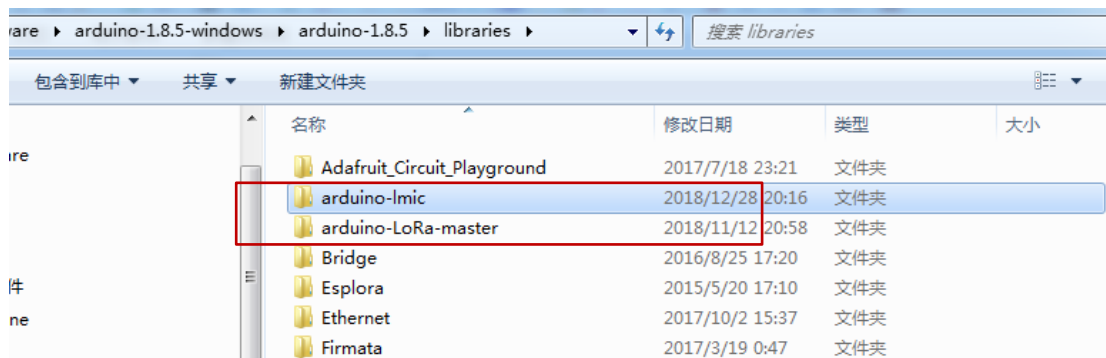 are ▸ arduino-1.8.5-windows ▸ arduino-1.8.5 ▸ libraries ▸ 搜索 libraries
包含到库中 共享 新建文件夹
名称 修改日期 类型 大小
Adafruit_Circuit_Playground 2017/7/18 23:21 文件夹
arduino-lmic 2018/12/28 20:16 文件夹
arduino-LoRa-master 2018/11/12 20:58 文件夹
Bridge 2016/8/25 17:20 文件夹
Esplora 2015/5/20 17:10 文件夹
件
Ethernet 2017/10/2 15:37 文件夹
ne
Firmata 2017/3/19 0:47 文件夹